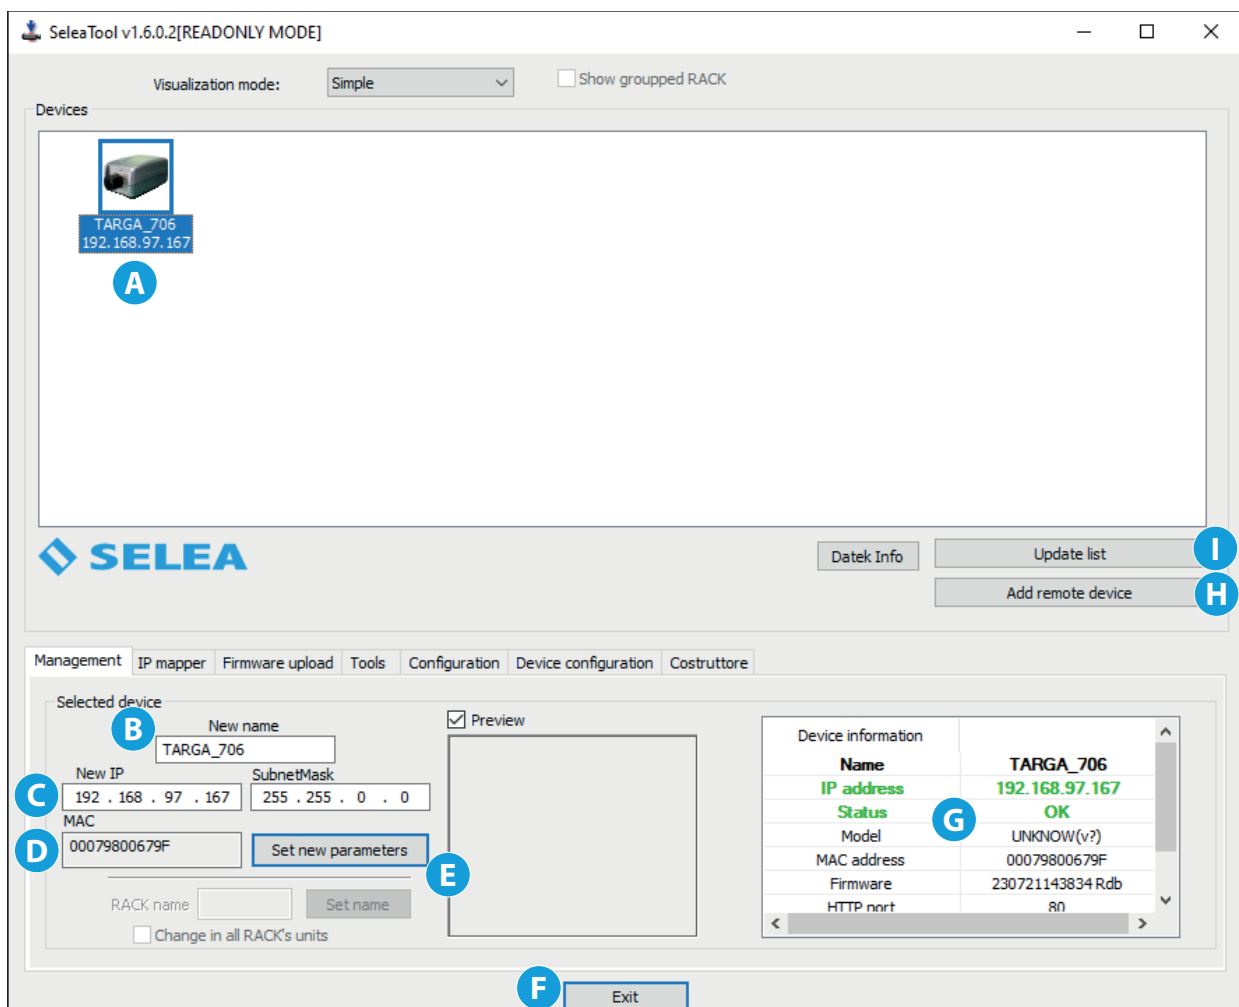 SeleaTool v1.6.0.2[READONLY MODE]
Visualization mode: Simple Show groupped RACK
Devices
TARGA_706
192.168.97.167
A
SELEA
Datek Info Update list I
Add remote device H
Management IP mapper Firmware upload Tools Configuration Device configuration Costruttore
Selected device
B New name
TARGA_706
Preview
New IP SubnetMask
C 192 . 168 . 97 . 167 255 . 255 . 0 . 0
MAC
D 00079800679F Set new parameters
E
RACK name Set name
Change in all RACK's units
Device information
Name TARGA_706
IP address 192.168.97.167
Status OK
G
Model UNKNOW(v?)
MAC address 00079800679F
Firmware 230721143834 Rdb
HTTP port 80
F Exit